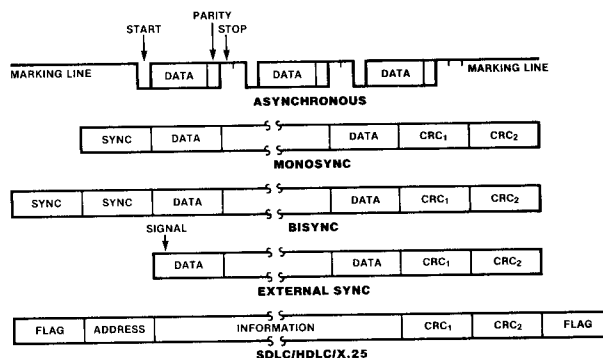 PARITY
START STOP
MARKING LINE DATA DATA DATA MARKING LINE
ASYNCHRONOUS
SYNC DATA DATA CRC₁ CRC₂
MONOSYNC
SYNC SYNC DATA DATA CRC₁ CRC₂
BISYNC
SIGNAL
DATA DATA CRC₁ CRC₂
EXTERNAL SYNC
FLAG ADDRESS INFORMATION CRC₁ CRC₂ FLAG
SDLC/HDLC/X.25